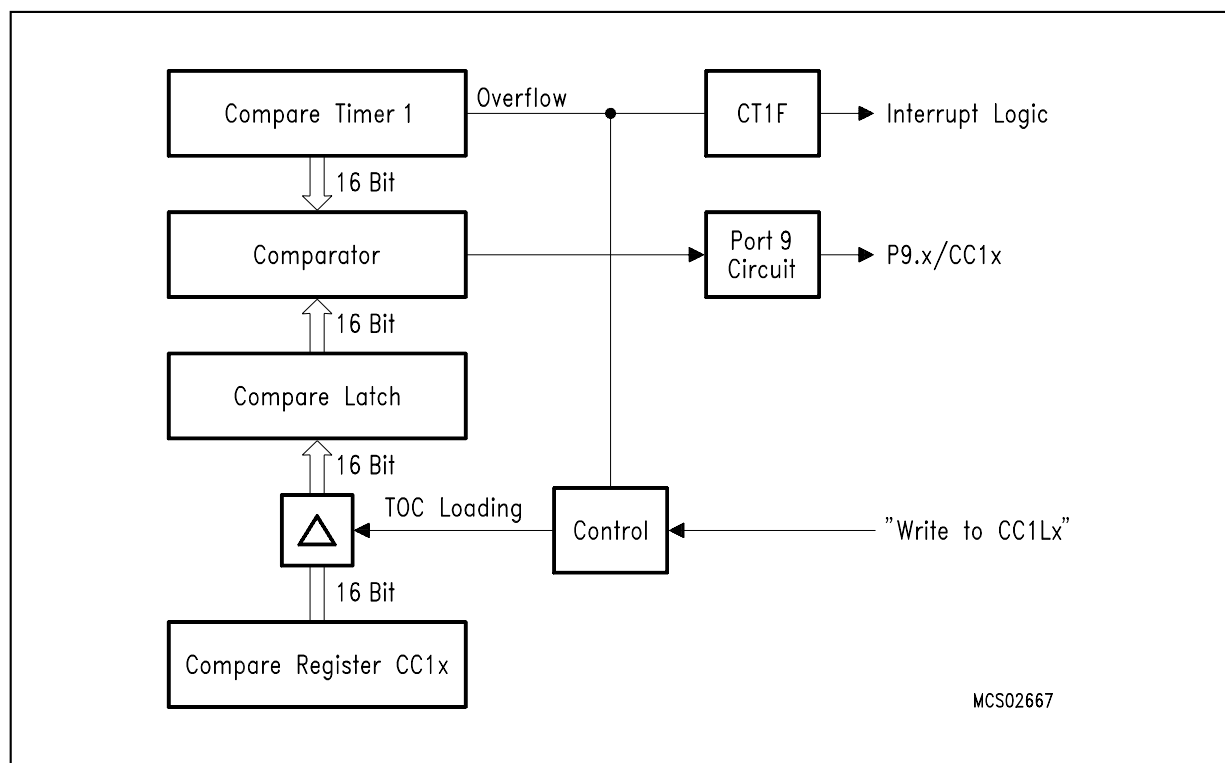 Compare Timer 1
Overflow
CT1F
Interrupt Logic
16 Bit
Comparator
Port 9
Circuit
P9.x/CC1x
16 Bit
Compare Latch
16 Bit
TOC Loading
Control
"Write to CC1Lx"
16 Bit
Compare Register CC1x
MCS02667